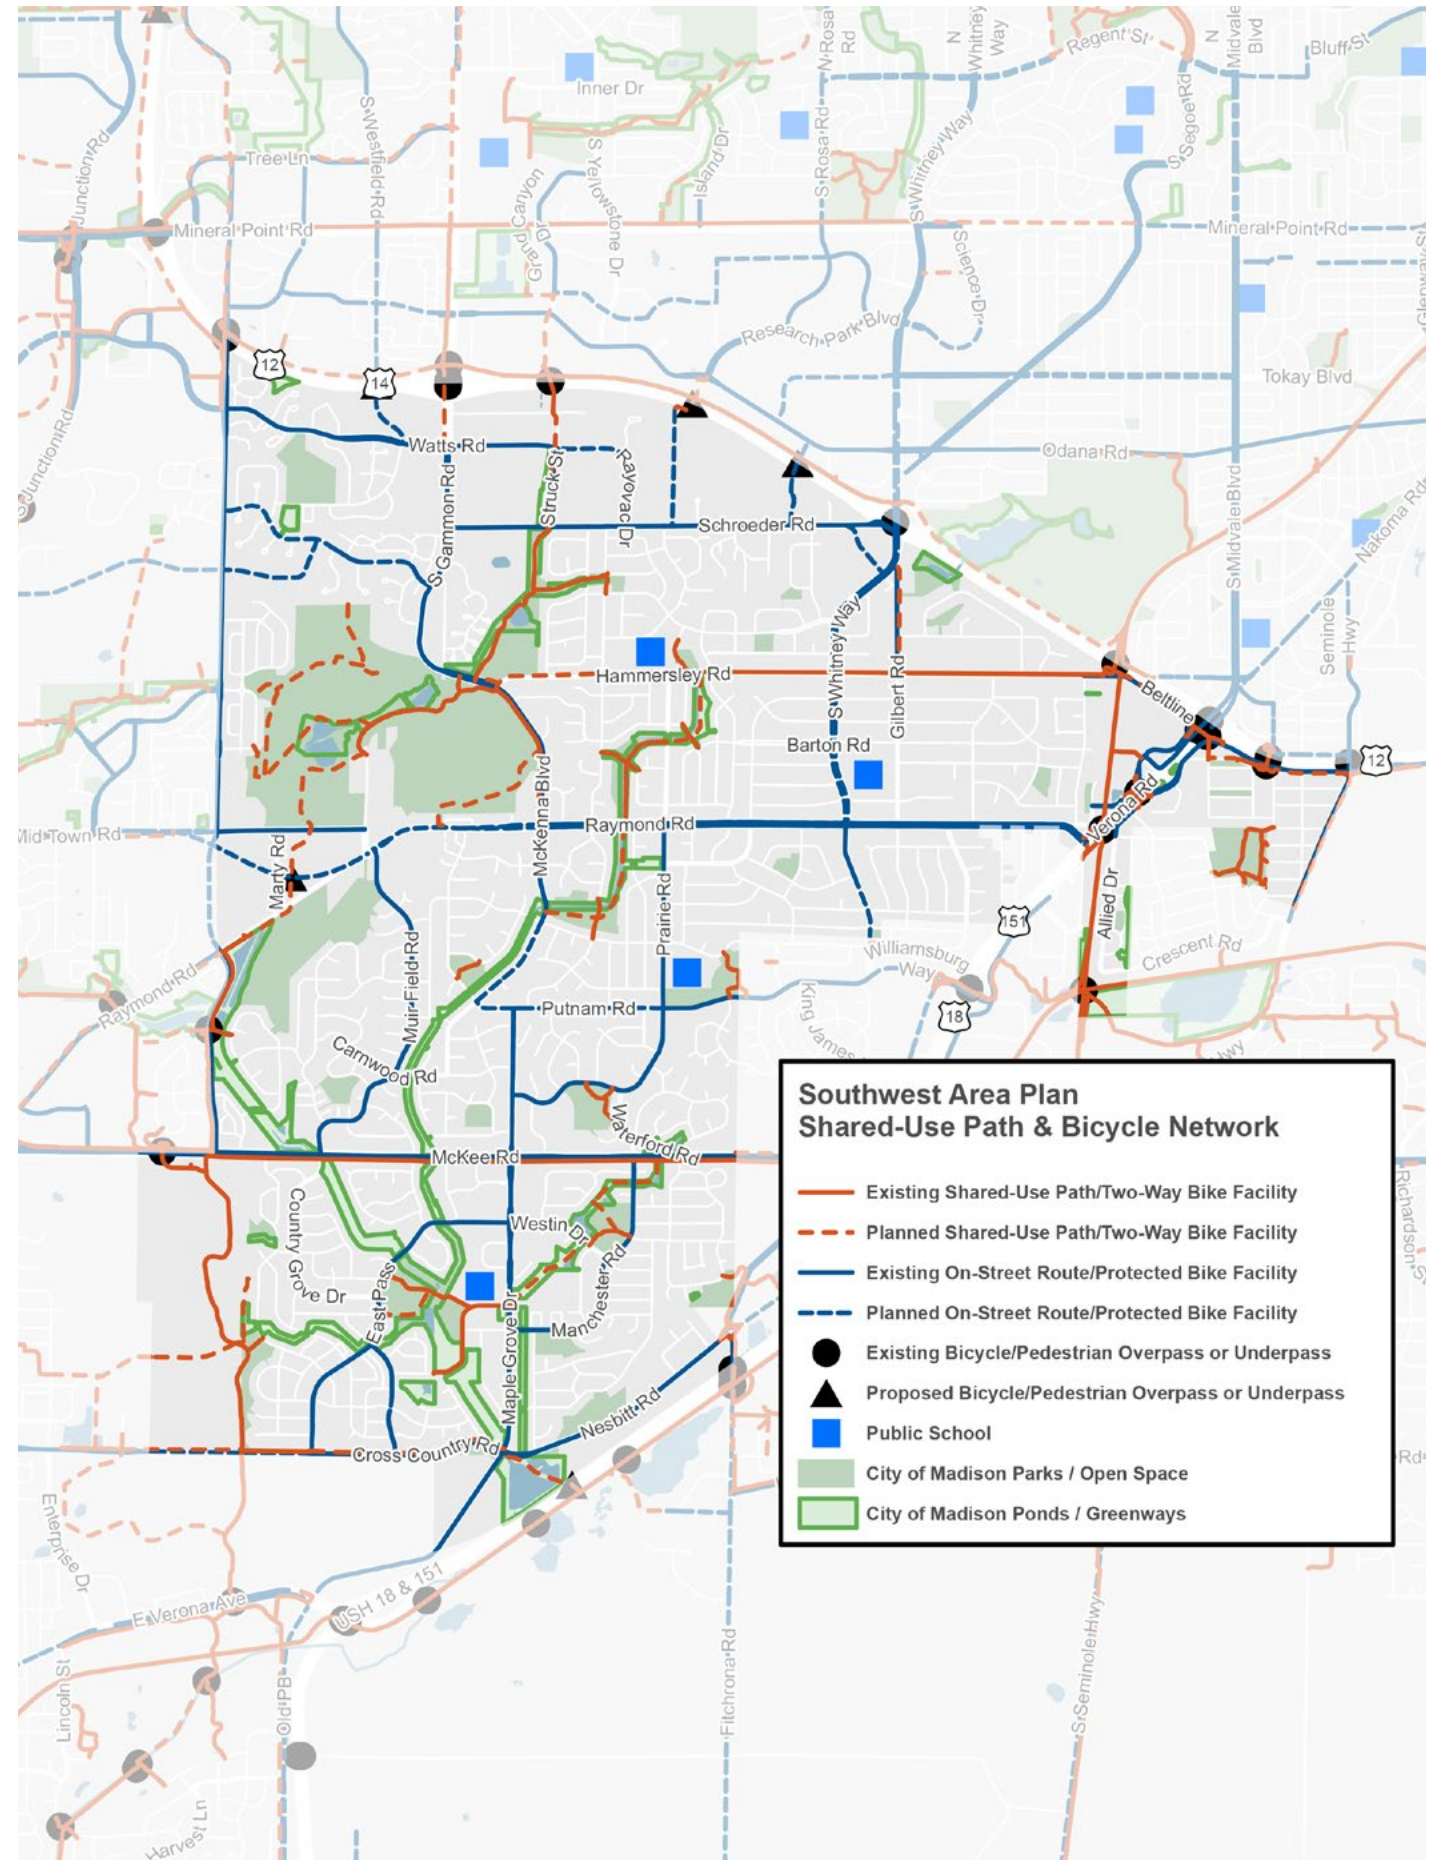 N Rosa
Rd
N
Whitney
Way
Regent St
N
Midvale
Blvd
Bluff St
Inner Dr
S Westfield Rd
S Yellowstone Dr
Island Dr
S Rosa Rd
S Whitney Way
S Segoe Rd
Junction Rd
Tree Ln
Grand Canyon
Dr
Mineral Point Rd
Mineral Point Rd
Science Dr
Research Park Blvd
12
14
Tokay Blvd
S Junction Rd
Watts Rd
Odana Rd
S Gammon Rd
Struck St
Rayovac Dr
Schroeder Rd
S Midvale Blvd
Nakoma Rd
S Whitney Way
Gilbert Rd
Seminole
Hwy
Hammersley Rd
Beltline
Barton Rd
12
McKenna Blvd
Verona Rd
Mid Town Rd
Raymond Rd
Marty Rd
Prairie Rd
Allied Dr
151
Muir Field Rd
Williamsburg
Way
Crescent Rd
Raymond Rd
Putnam Rd
King James
18
Hwy
Carnwood Rd
Waterford Rd
McKee Rd
Country Grove Dr
Westin Dr
East Pass
Manchester Rd
Maple Grove Dr
Nesbitt Rd
Cross Country Rd
Southwest Area Plan
Shared-Use Path & Bicycle Network
Existing Shared-Use Path/Two-Way Bike Facility
Planned Shared-Use Path/Two-Way Bike Facility
Existing On-Street Route/Protected Bike Facility
Planned On-Street Route/Protected Bike Facility
Existing Bicycle/Pedestrian Overpass or Underpass
Proposed Bicycle/Pedestrian Overpass or Underpass
Public School
City of Madison Parks / Open Space
City of Madison Ponds / Greenways
Richardson S
Rd
Enterprise Dr
USH 18 & 151
E Verona Ave
Lincoln St
Old PB
Fitchrona Rd
S Seminole Hwy
Harvest Ln